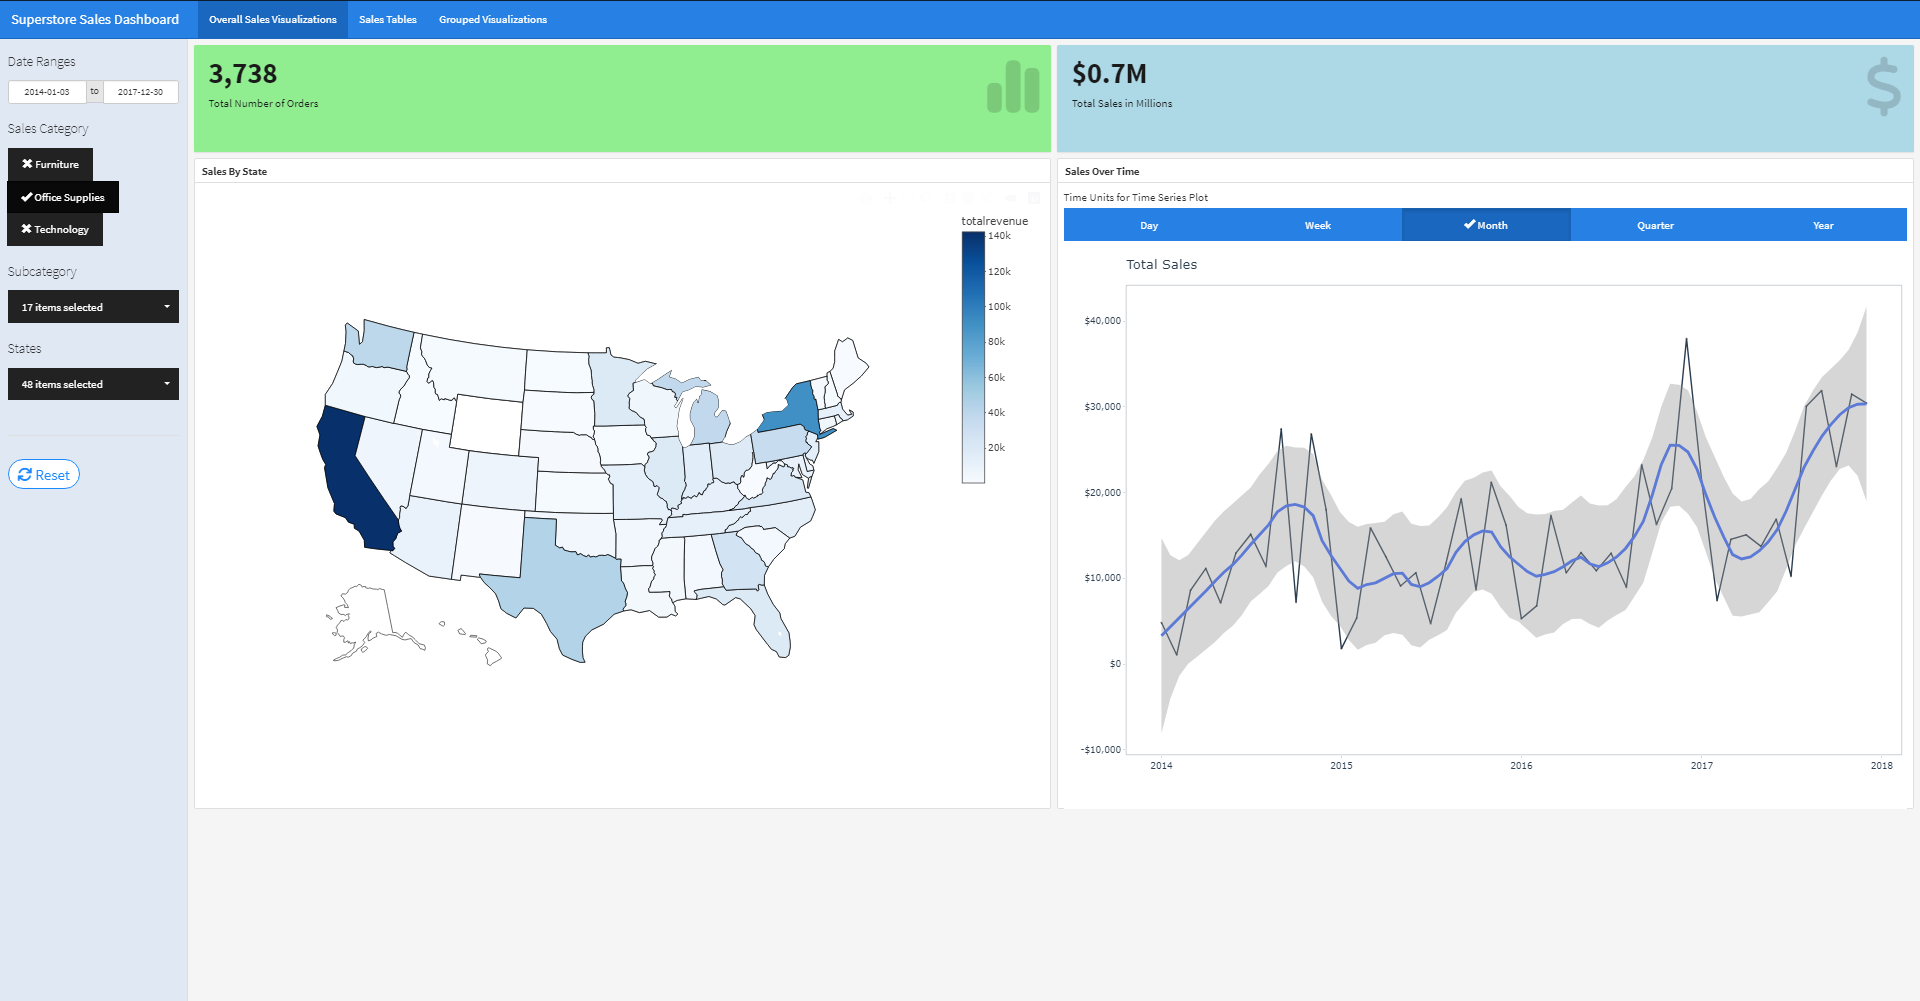 Superstore Sales Dashboard
Overall Sales Visualizations
Sales Tables
Grouped Visualizations
Date Ranges
2014-01-03 to 2017-12-30
Sales Category
Furniture
Office Supplies
Technology
Subcategory
17 items selected
States
48 items selected
Reset
3,738
Total Number of Orders
$0.7M
Total Sales in Millions
Sales By State
totalrevenue
140k
120k
100k
80k
60k
40k
20k
Sales Over Time
Time Units for Time Series Plot
Day Week Month Quarter Year
Total Sales
$40,000
$30,000
$20,000
$10,000
$0
-$10,000
2014 2015 2016 2017 2018